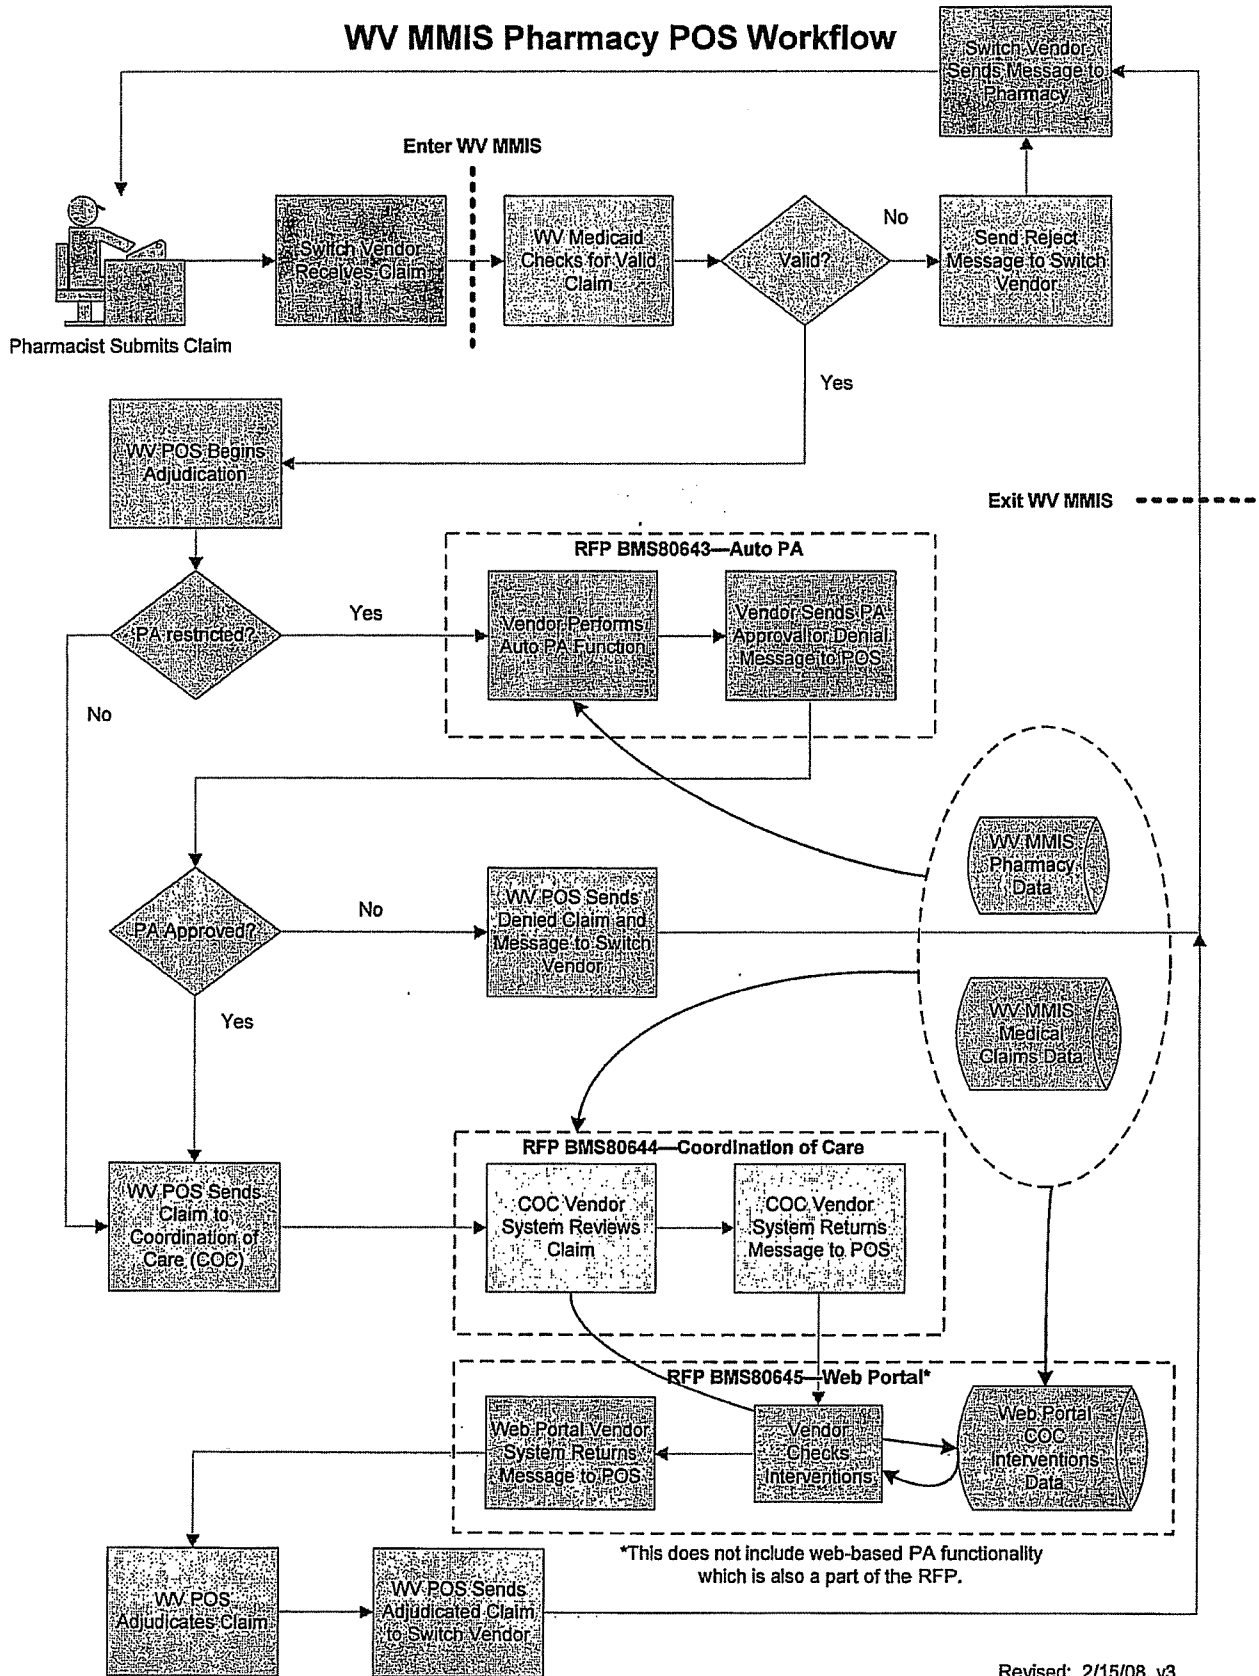 WV MMIS Pharmacy POS Workflow
Switch Vendor
Sends Message to
Pharmacy
Enter WV MMIS
Pharmacist Submits Claim
Switch Vendor
Receives Claim
WV Medicaid
Checks for Valid
Claim
Valid?
No
Send Reject
Message to Switch
Vendor
Yes
WV POS Begins
Adjudication
Exit WV MMIS
RFP BMS80643—Auto PA
PA restricted?
Yes
Vendor Performs
Auto PA Function
Vendor Sends PA
Approval or Denial
Message to POS
No
WV MMIS
Pharmacy
Data
PA Approved?
No
WV POS Sends
Denied Claim and
Message to Switch
Vendor
Yes
WV MMIS
Medical
Claims Data
RFP BMS80644—Coordination of Care
WV POS Sends
Claim to
Coordination of
Care (COC)
COC Vendor
System Reviews
Claim
COC Vendor
System Returns
Message to POS
RFP BMS80645—Web Portal*
Web Portal Vendor
System Returns
Message to POS
Vendor
Checks
Interventions
Web Portal
COC
Interventions
Data
*This does not include web-based PA functionality
which is also a part of the RFP.
WV POS
Adjudicates Claim
WV POS Sends
Adjudicated Claim
to Switch Vendor
Revised: 2/15/08 v3